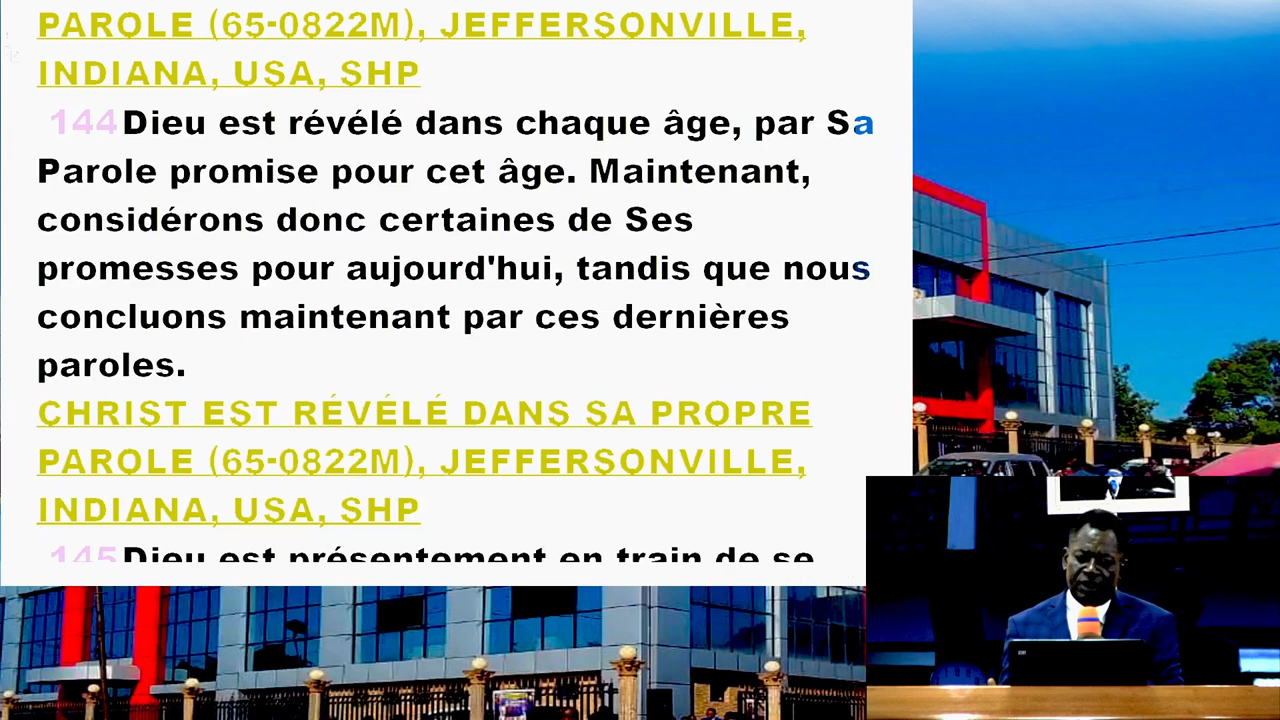 PAROLE (65-0822M), JEFFERSONVILLE,
INDIANA, USA, SHP
144 Dieu est révélé dans chaque âge, par Sa
Parole promise pour cet âge. Maintenant,
considérons donc certaines de Ses
promesses pour aujourd'hui, tandis que nous
concluons maintenant par ces dernières
paroles.
CHRIST EST RÉVÉLÉ DANS SA PROPRE
PAROLE (65-0822M), JEFFERSONVILLE,
INDIANA, USA, SHP
145 Dieu est présentement en train de se